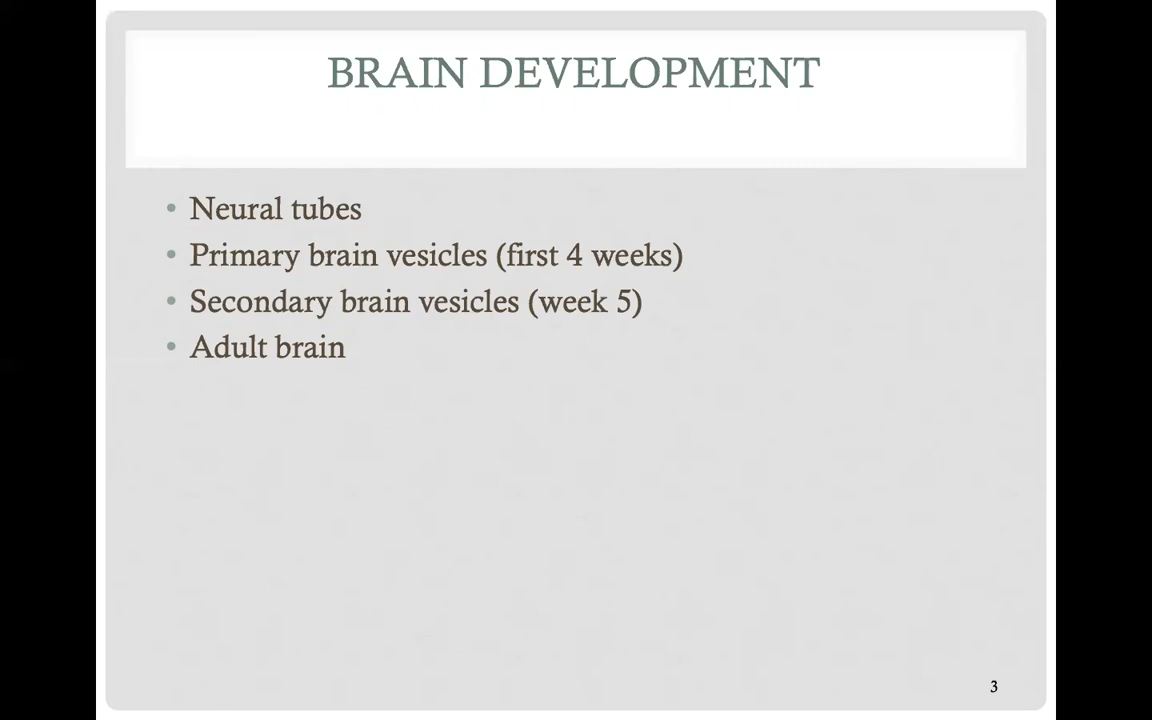 BRAIN DEVELOPMENT
• Neural tubes
• Primary brain vesicles (first 4 weeks)
• Secondary brain vesicles (week 5)
• Adult brain
3